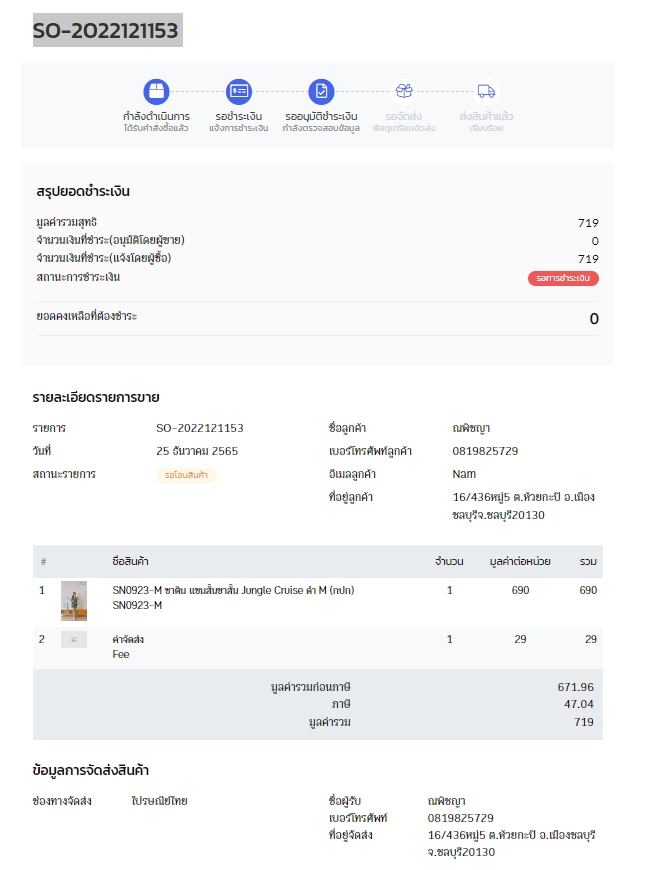 SO-2022121153
กำลังดำเนินการ รอชำระเงิน รออนุมัติชำระเงิน รอจัดส่ง ส่งสินค้าแล้ว
ได้รับคำสั่งซื้อแล้ว แจ้งการชำระเงิน กำลังตรวจสอบข้อมูล พัสดุเตรียมจัดส่ง เรียบร้อย
สรุปยอดชำระเงิน
มูลค่ารวมสุทธิ 719
จำนวนเงินที่ชำระ(อนุมัติโดยผู้ขาย) 0
จำนวนเงินที่ชำระ(แจ้งโดยผู้ซื้อ) 719
สถานะการชำระเงิน รอการชำระเงิน
ยอดคงเหลือที่ต้องชำระ 0
รายละเอียดรายการขาย
รายการ SO-2022121153 ชื่อลูกค้า ณพิชญา
วันที่ 25 ธันวาคม 2565 เบอร์โทรศัพท์ลูกค้า 0819825729
สถานะรายการ รอโอนสินค้า อีเมลลูกค้า Nam
ที่อยู่ลูกค้า 16/436หมู่5 ต.ห้วยกะปิ อ.เมือง
ชลบุรีจ.ชลบุรี20130
# ชื่อสินค้า จำนวน มูลค่าต่อหน่วย รวม
1 SN0923-M ซาติน แขนสั้นขาสั้น Jungle Cruise ดำ M (กปก) 1 690 690
SN0923-M
2 ค่าจัดส่ง 1 29 29
Fee
มูลค่ารวมก่อนภาษี 671.96
ภาษี 47.04
มูลค่ารวม 719
ข้อมูลการจัดส่งสินค้า
ช่องทางจัดส่ง ไปรษณีย์ไทย ชื่อผู้รับ ณพิชญา
เบอร์โทรศัพท์ 0819825729
ที่อยู่จัดส่ง 16/436หมู่5 ต.ห้วยกะปิ อ.เมืองชลบุรี
จ.ชลบุรี20130